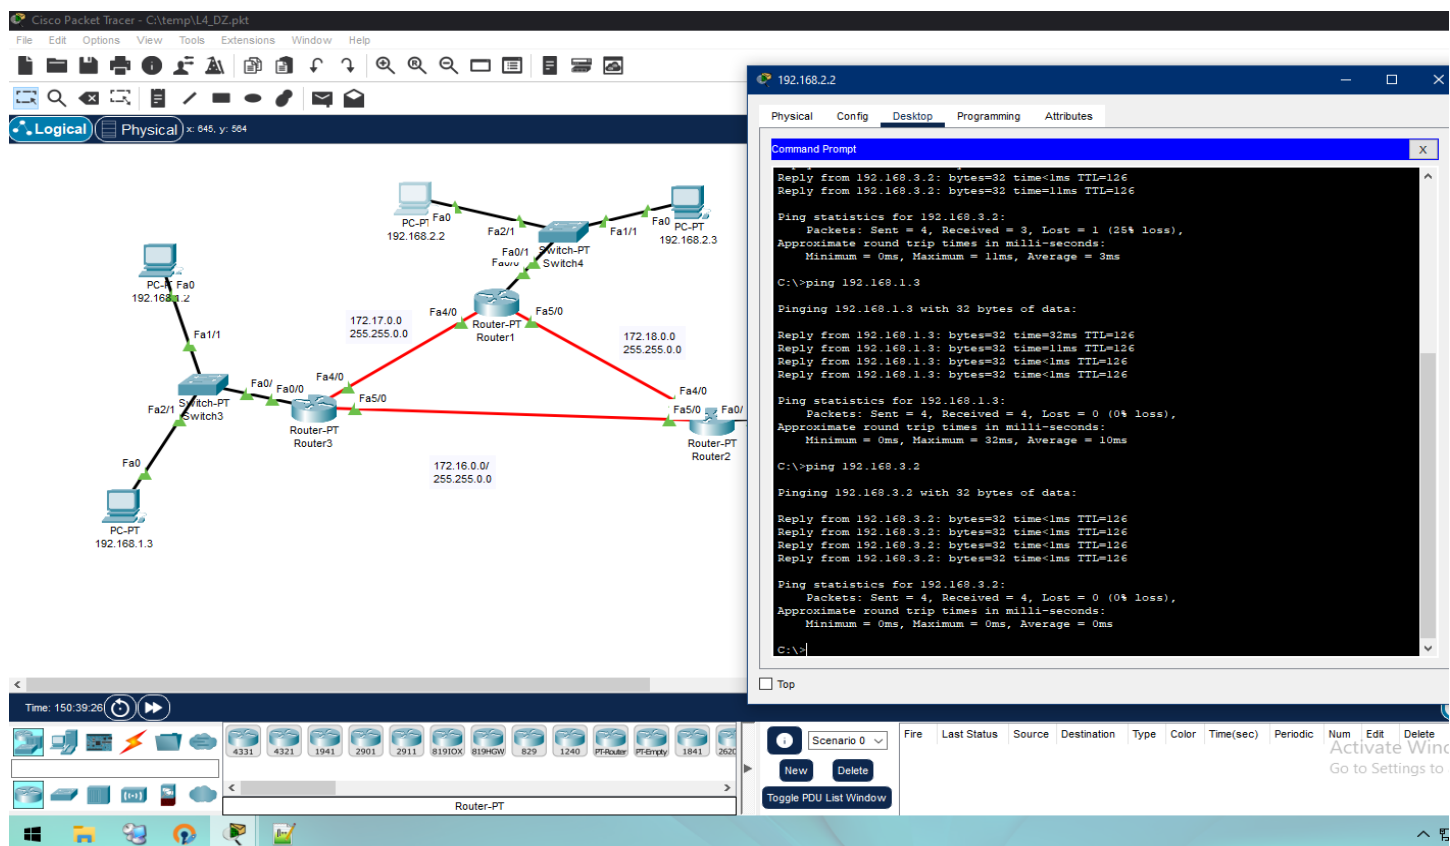 Cisco Packet Tracer - C:\temp\L4_DZ.pkt
File Edit Options View Tools Extensions Window Help
Logical
Physical
x: 645, y: 564
PC-PT
192.168.2.2
Fa0
Fa2/1
Fa0/1
Fa0/0
Switch-PT
Switch4
Fa1/1
Fa0
PC-PT
192.168.2.3
Fa0
192.168.1.2
Fa1/1
172.17.0.0
255.255.0.0
Fa4/0
Router-PT
Router1
Fa5/0
172.18.0.0
255.255.0.0
Fa2/1
Switch-PT
Switch3
Fa0/
Fa0/0
Fa4/0
Fa5/0
Router-PT
Router3
Fa4/0
Fa5/0
Fa0/
Router-PT
Router2
172.16.0.0/
255.255.0.0
Fa0
PC-PT
192.168.1.3
192.168.2.2
Physical Config Desktop Programming Attributes
Command Prompt
X
Reply from 192.168.3.2: bytes=32 time<1ms TTL=126
Reply from 192.168.3.2: bytes=32 time=11ms TTL=126
Ping statistics for 192.168.3.2:
Packets: Sent = 4, Received = 3, Lost = 1 (25% loss),
Approximate round trip times in milli-seconds:
Minimum = 0ms, Maximum = 11ms, Average = 3ms
C:\>ping 192.168.1.3
Pinging 192.168.1.3 with 32 bytes of data:
Reply from 192.168.1.3: bytes=32 time=32ms TTL=126
Reply from 192.168.1.3: bytes=32 time=11ms TTL=126
Reply from 192.168.1.3: bytes=32 time<1ms TTL=126
Reply from 192.168.1.3: bytes=32 time<1ms TTL=126
Ping statistics for 192.168.1.3:
Packets: Sent = 4, Received = 4, Lost = 0 (0% loss),
Approximate round trip times in milli-seconds:
Minimum = 0ms, Maximum = 32ms, Average = 10ms
C:\>ping 192.168.3.2
Pinging 192.168.3.2 with 32 bytes of data:
Reply from 192.168.3.2: bytes=32 time<1ms TTL=126
Reply from 192.168.3.2: bytes=32 time<1ms TTL=126
Reply from 192.168.3.2: bytes=32 time<1ms TTL=126
Reply from 192.168.3.2: bytes=32 time<1ms TTL=126
Ping statistics for 192.168.3.2:
Packets: Sent = 4, Received = 4, Lost = 0 (0% loss),
Approximate round trip times in milli-seconds:
Minimum = 0ms, Maximum = 0ms, Average = 0ms
C:\>
Top
Time: 150:39:26
4331 4321 1941 2901 2911 819IOX 819HGW 829 1240 PT-Router PT-Empty 1841 2620
Router-PT
Scenario 0
New
Delete
Toggle PDU List Window
Fire Last Status Source Destination Type Color Time(sec) Periodic Num Edit Delete
Activate Wind
Go to Settings to